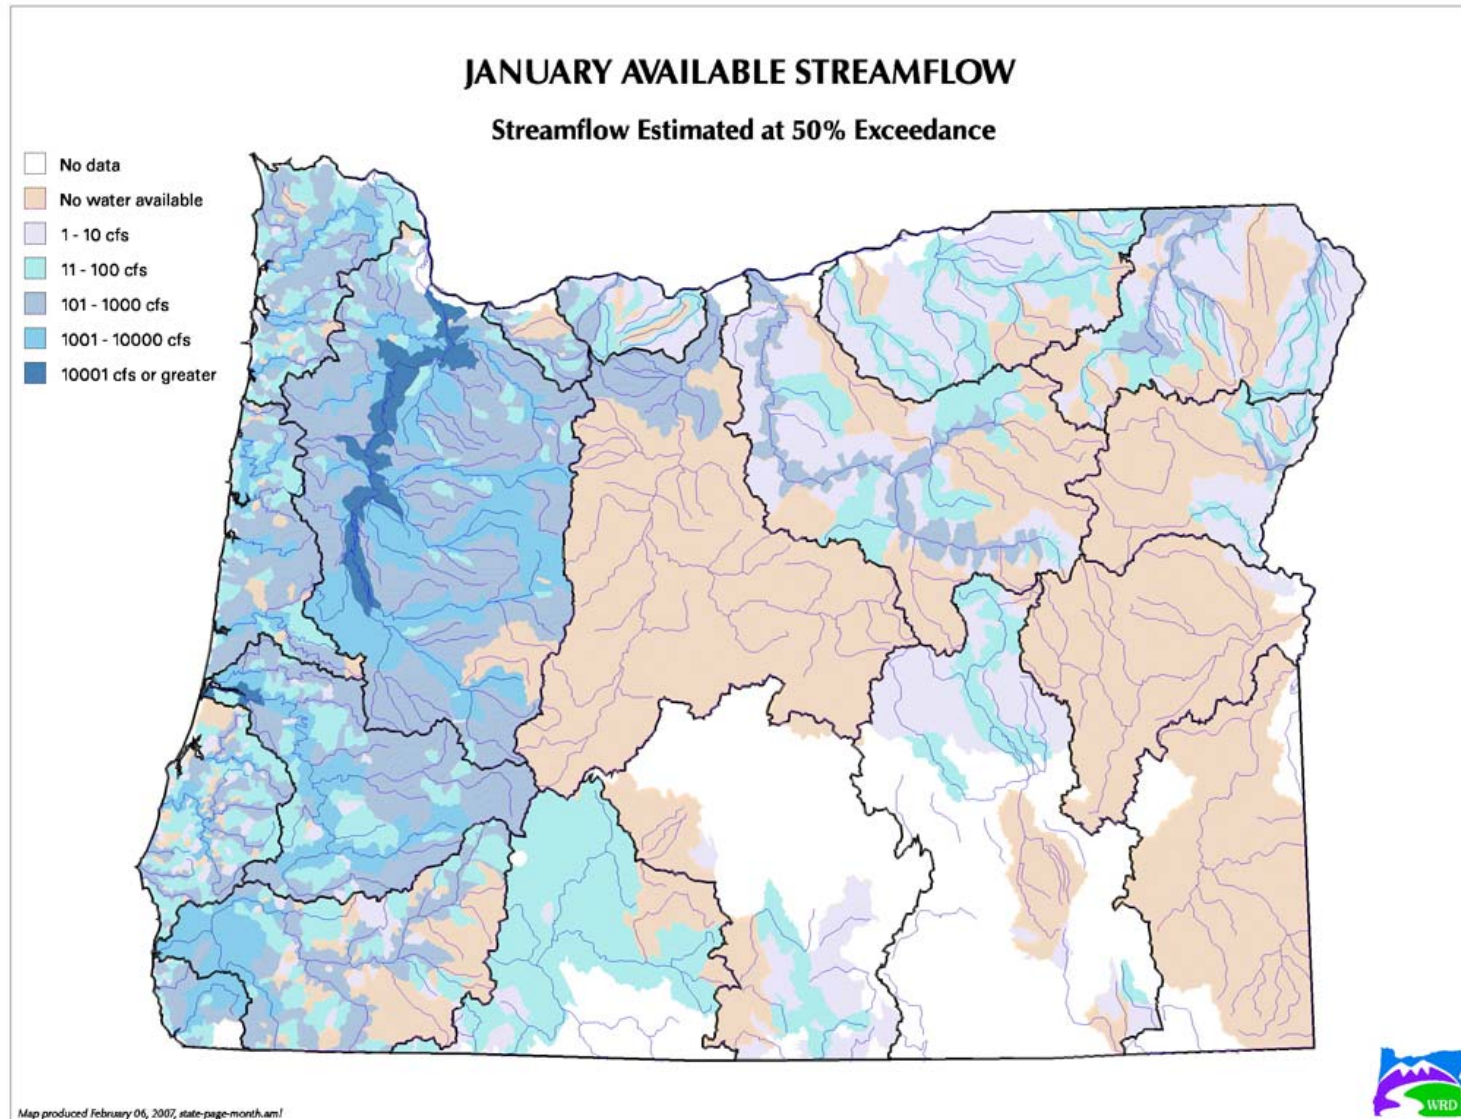 JANUARY AVAILABLE STREAMFLOW
Streamflow Estimated at 50% Exceedance
No data
No water available
1 - 10 cfs
11 - 100 cfs
101 - 1000 cfs
1001 - 10000 cfs
10001 cfs or greater
Map produced February 06, 2007, state-page-month.aml
WRD